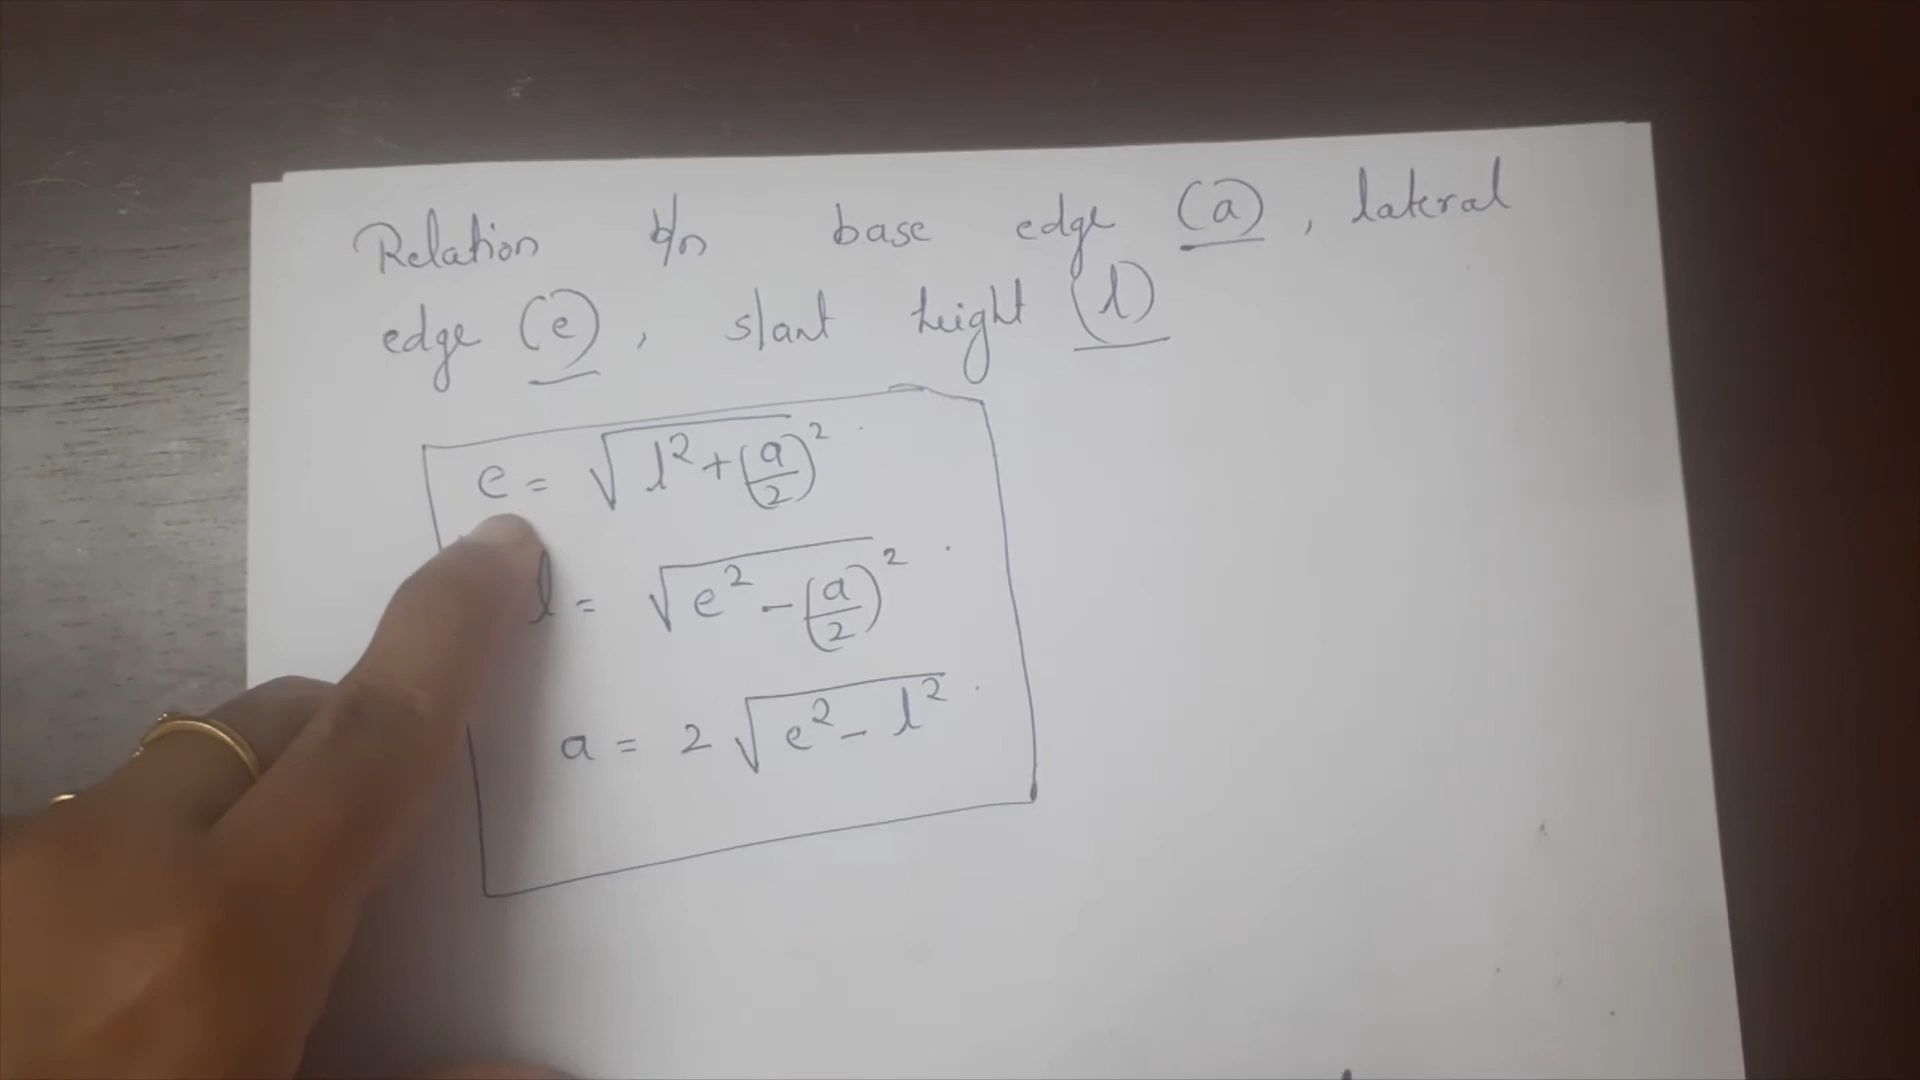 Relation b/n base edge (a), lateral
edge (e), slant height (l)
e = √(l² + (a/2)²)
l = √(e² - (a/2)²)
a = 2√(e² - l²)